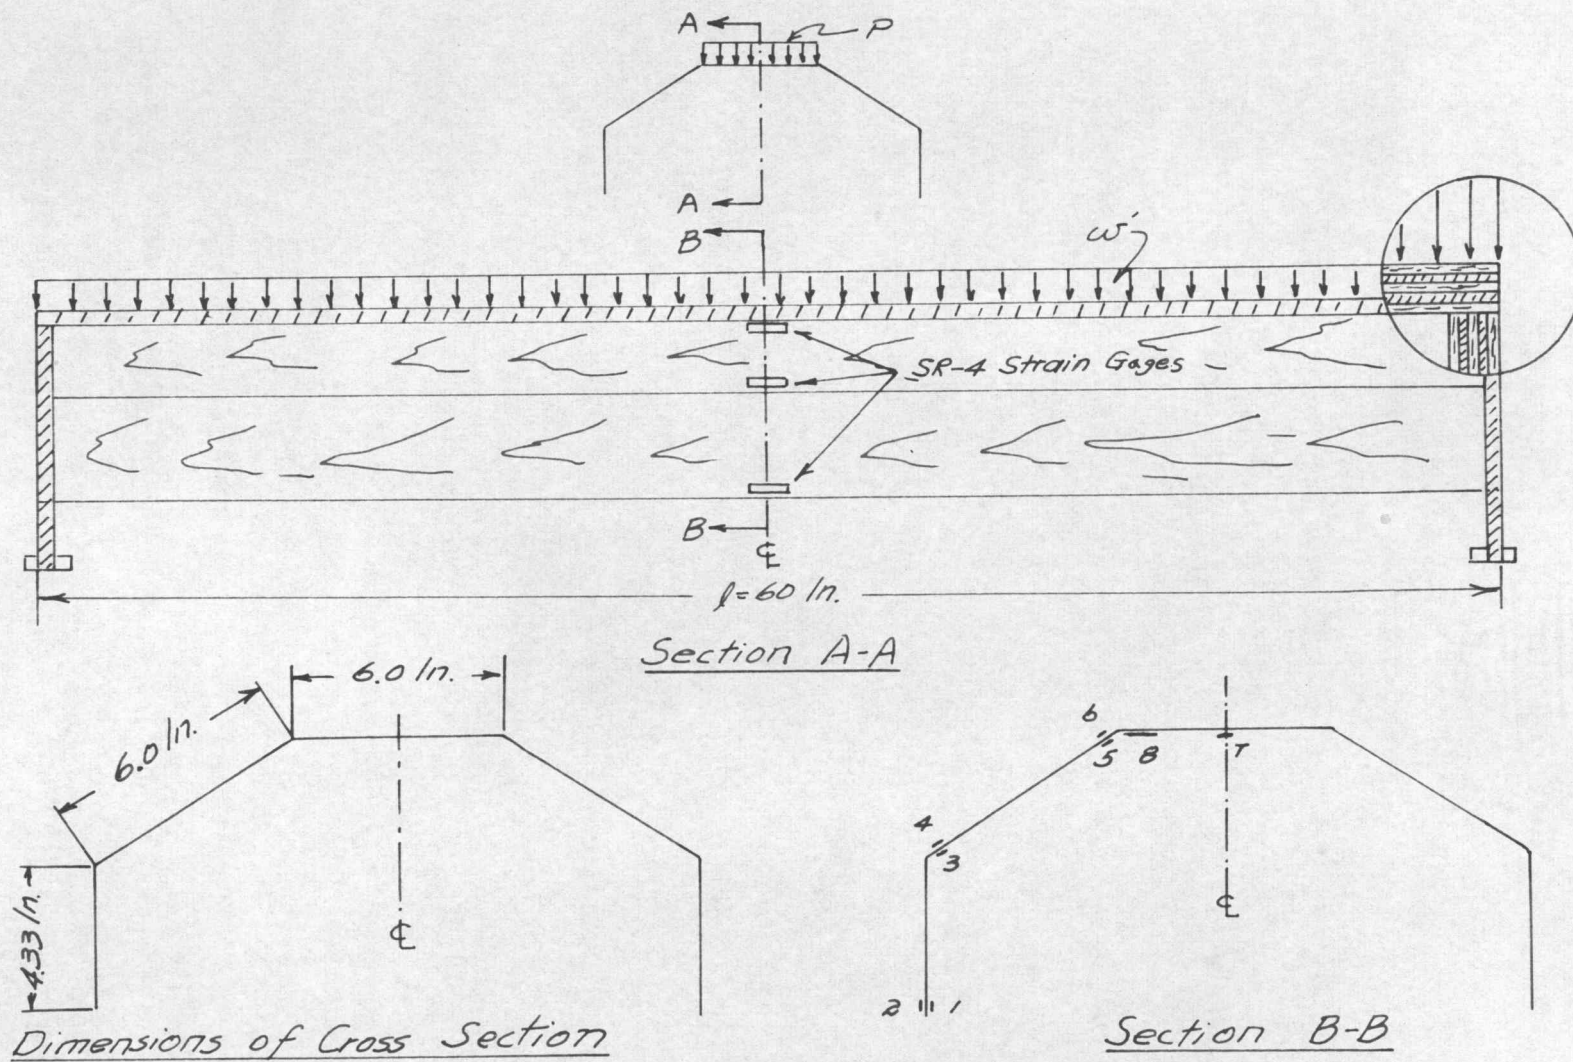 A
P
A
B
w'
SR-4 Strain Gages
B
℄
l = 60 In.
Section A-A
6.0 In.
6.0 In.
4.33 In.
℄
6
5
8
7
4
3
℄
2
1
Dimensions of Cross Section
Section B-B